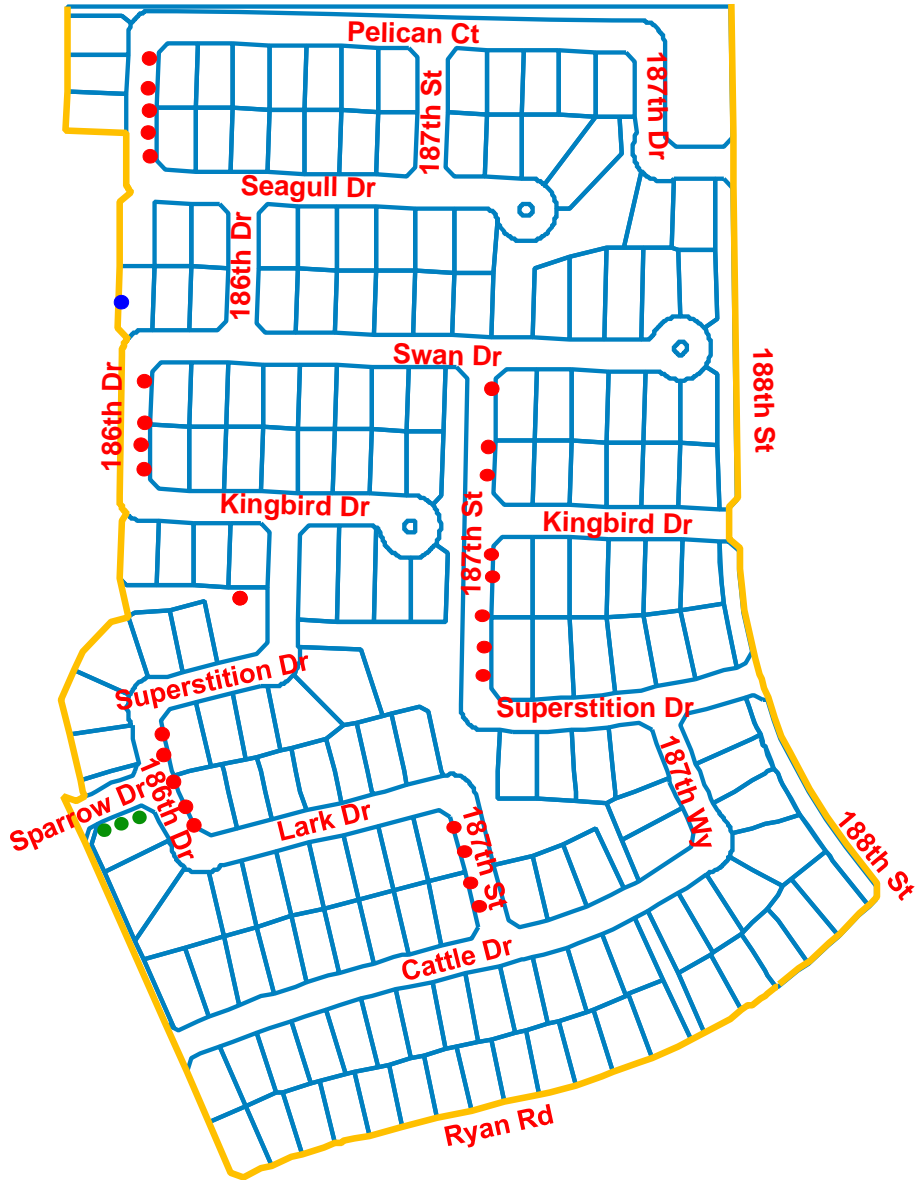 Pelican Ct
187th St
187th Dr
Seagull Dr
186th Dr
Swan Dr
186th Dr
188th St
Kingbird Dr
187th St
Kingbird Dr
Superstition Dr
Superstition Dr
187th Wy
Sparrow Dr
186th Dr
Lark Dr
187th St
188th St
Cattle Dr
Ryan Rd